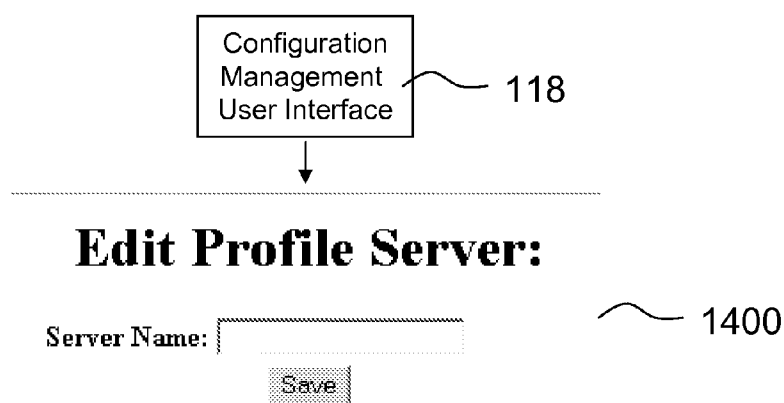 Configuration
Management
User Interface
118
Edit Profile Server:
Server Name:
1400
Save